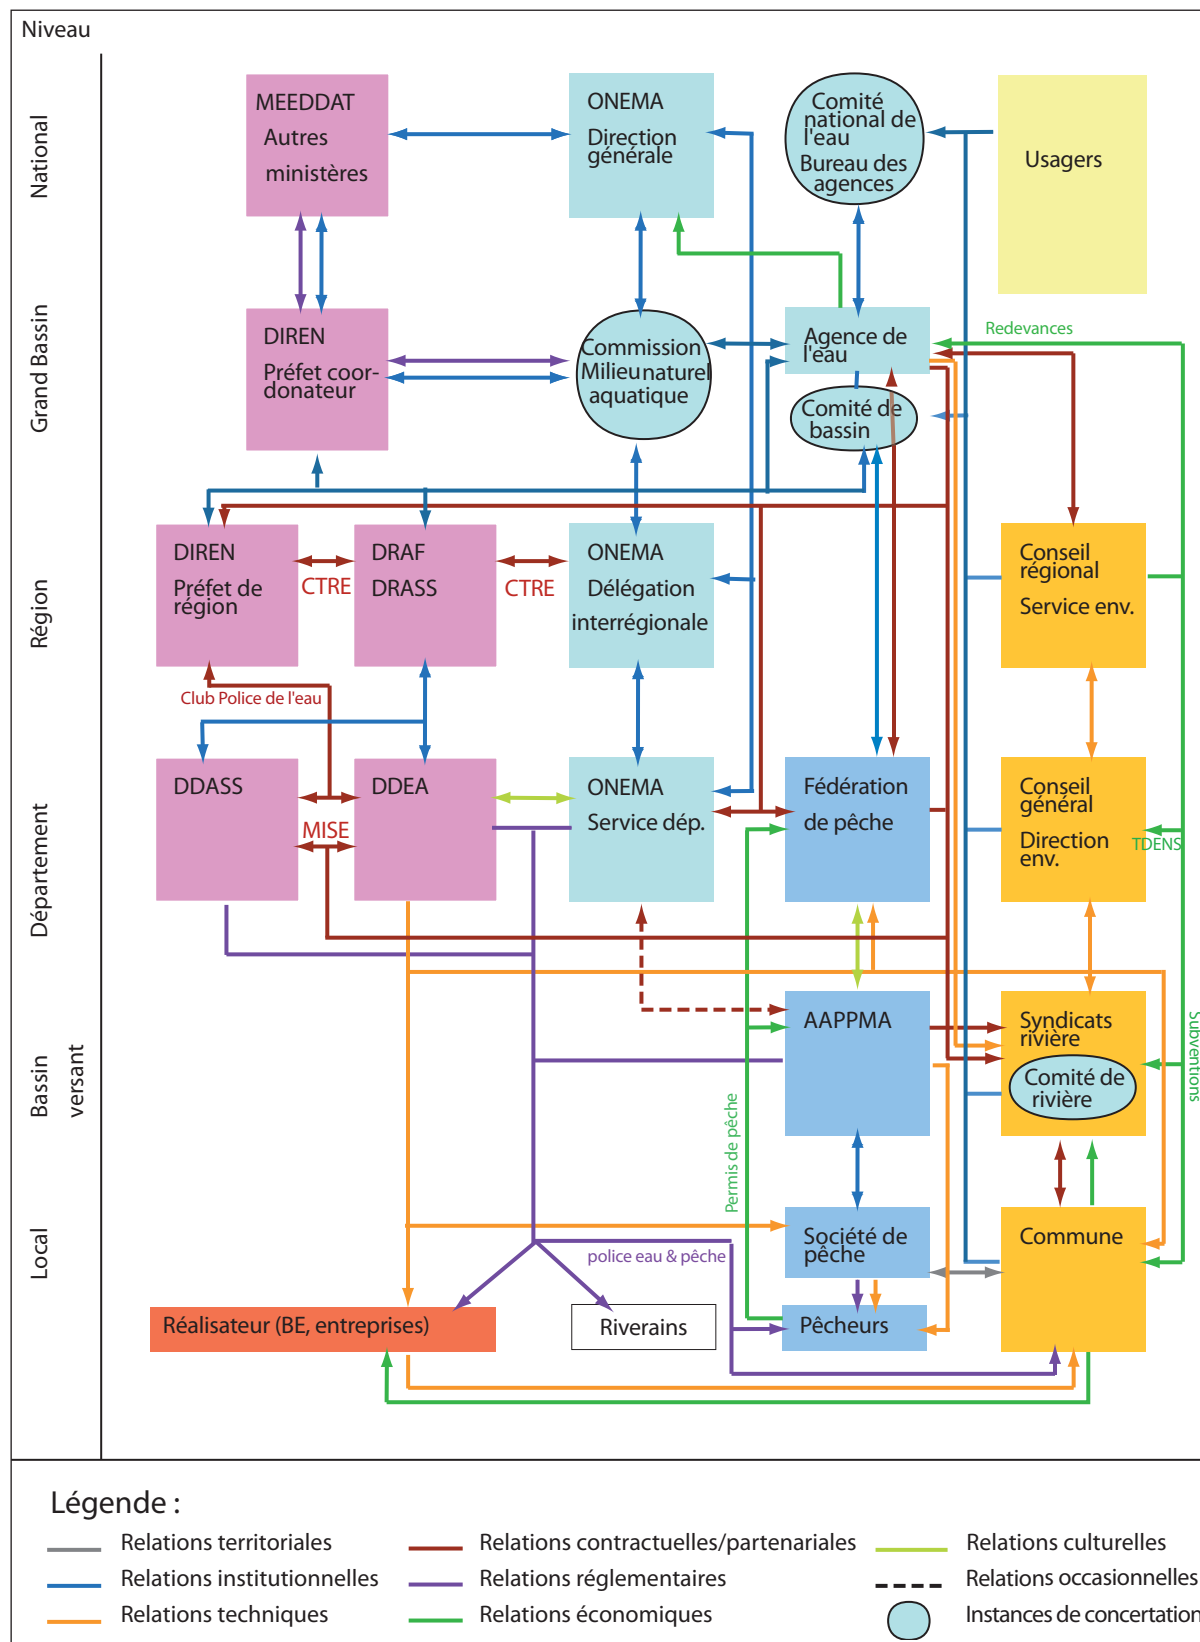 Niveau
National
MEEDDAT
Autres
ministères
ONEMA
Direction
générale
Comité
national de
l'eau
Bureau des
agences
Usagers
Grand Bassin
DIREN
Préfet coor-
donateur
Commission
Milieu naturel
aquatique
Agence de
l'eau
Comité de
bassin
Redevances
Région
DIREN
Préfet de
région
CTRE
DRAF
DRASS
CTRE
ONEMA
Délégation
interrégionale
Conseil
régional
Service env.
Club Police de l'eau
Département
DDASS
MISE
DDEA
ONEMA
Service dép.
Fédération
de pêche
Conseil
général
Direction
env.
TDENS
Bassin
versant
AAPPMA
Syndicats
rivière
Comité de
rivière
Subventions
Permis de pêche
Local
police eau & pêche
Société de
pêche
Commune
Réalisateur (BE, entreprises)
Riverains
Pêcheurs
Légende :
Relations territoriales
Relations contractuelles/partenariales
Relations culturelles
Relations institutionnelles
Relations réglementaires
Relations occasionnelles
Relations techniques
Relations économiques
Instances de concertation